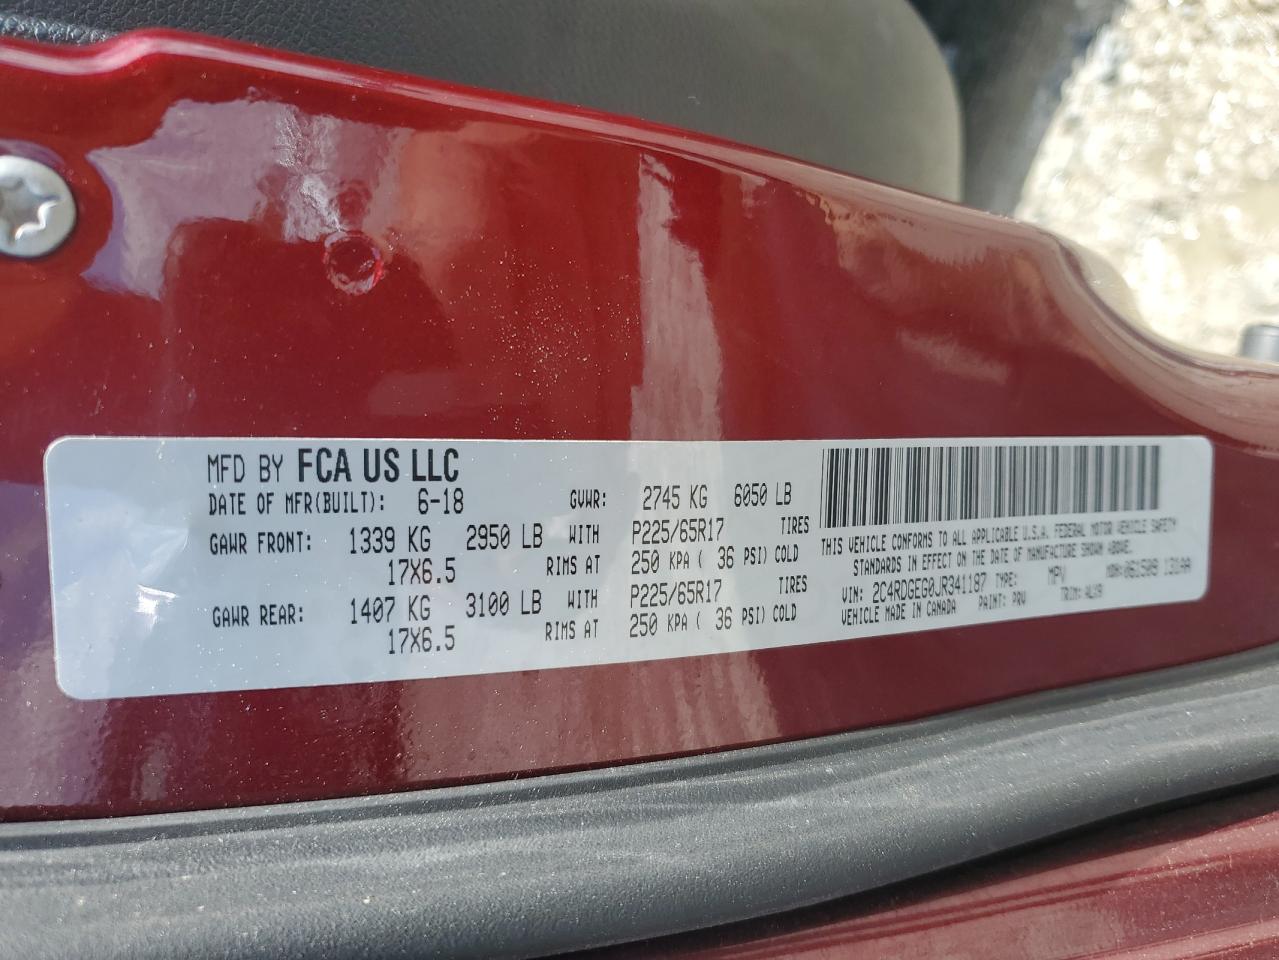 MFD BY FCA US LLC
DATE OF MFR(BUILT): 6-18 GVWR: 2745 KG 6050 LB
GAWR FRONT: 1339 KG 2950 LB WITH P225/65R17 TIRES
17X6.5 RIMS AT 250 KPA ( 36 PSI) COLD
GAWR REAR: 1407 KG 3100 LB WITH P225/65R17 TIRES
17X6.5 RIMS AT 250 KPA ( 36 PSI) COLD
THIS VEHICLE CONFORMS TO ALL APPLICABLE U.S.A. FEDERAL MOTOR VEHICLE SAFETY
STANDARDS IN EFFECT ON THE DATE OF MANUFACTURE SHOWN ABOVE.
VIN: 2C4RDGEG0JR341187 TYPE: MPV
VEHICLE MADE IN CANADA PAINT: PRV TRIM: